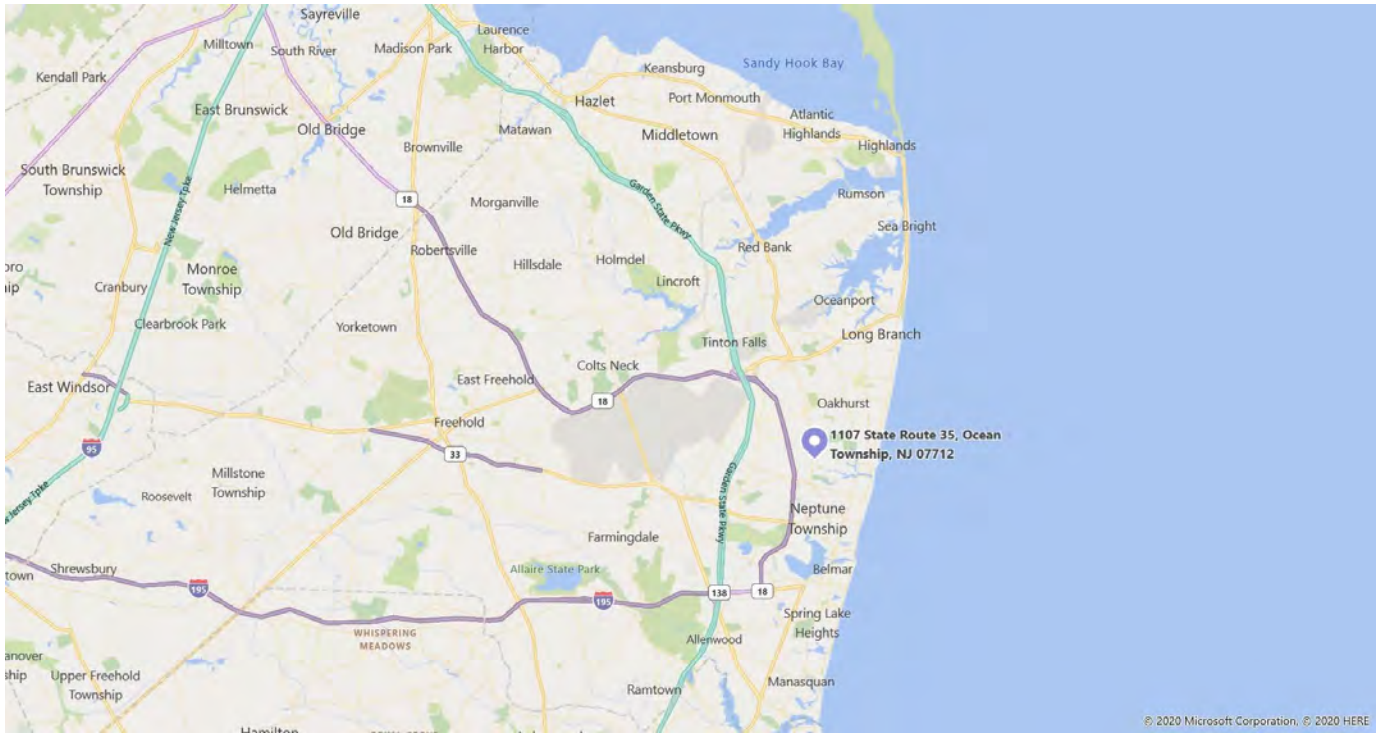 Sayreville
Laurence
Harbor
Milltown
South River
Madison Park
Kendall Park
Keansburg
Sandy Hook Bay
Hazlet
Port Monmouth
East Brunswick
Old Bridge
Matawan
Middletown
Atlantic
Highlands
Brownville
Highlands
South Brunswick
Township
Helmetta
New Jersey Tpke
Garden State Pkwy
Rumson
18
Morganville
Old Bridge
Robertsville
Sea Bright
Red Bank
Hillsdale
Holmdel
Lincroft
Monroe
Township
Cranbury
Oceanport
Clearbrook Park
Yorketown
Long Branch
Tinton Falls
Colts Neck
East Freehold
East Windsor
18
Oakhurst
Freehold
1107 State Route 35, Ocean
Township, NJ 07712
95
33
Millstone
Township
Garden State Pkwy
Roosevelt
Neptune
Township
Farmingdale
Shrewsbury
Allaire State Park
Belmar
195
195
138
18
Spring Lake
Heights
WHISPERING
MEADOWS
Allenwood
Upper Freehold
Township
Ramtown
Manasquan
© 2020 Microsoft Corporation, © 2020 HERE